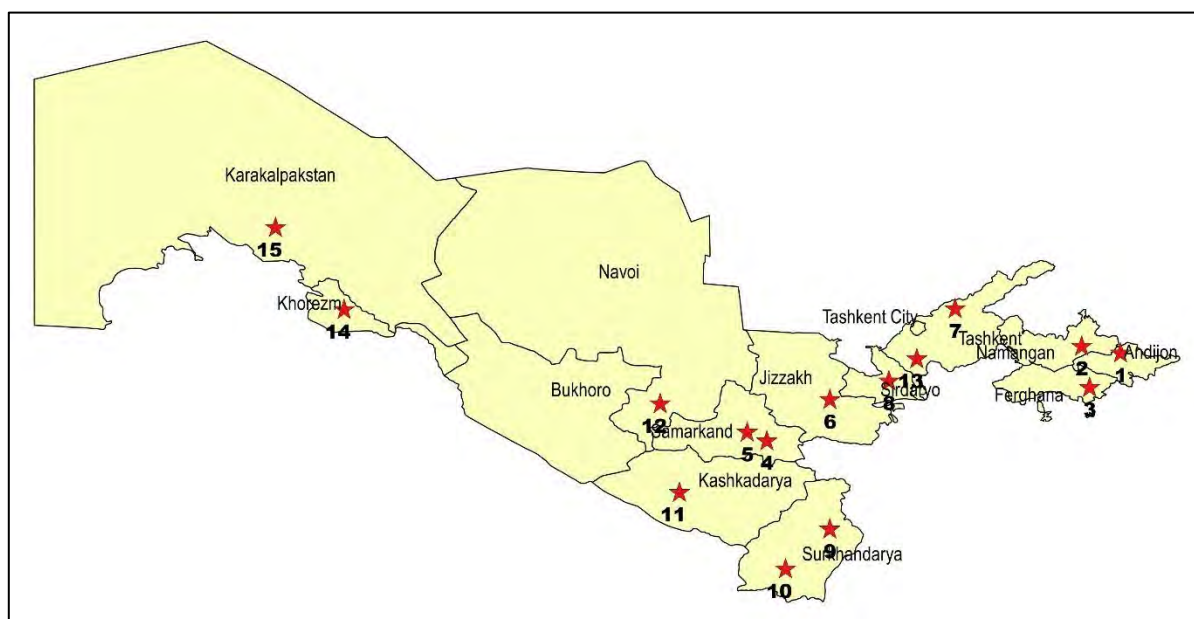 Karakalpakstan
15
Khorezm
14
Navoi
Tashkent City
7
Tashkent
Namangan
2
Andijon
1
Ferghana
3
13
Sirdaryo
8
Jizzakh
6
Bukhoro
12
Samarkand
5
4
Kashkadarya
11
9
Surkhandarya
10